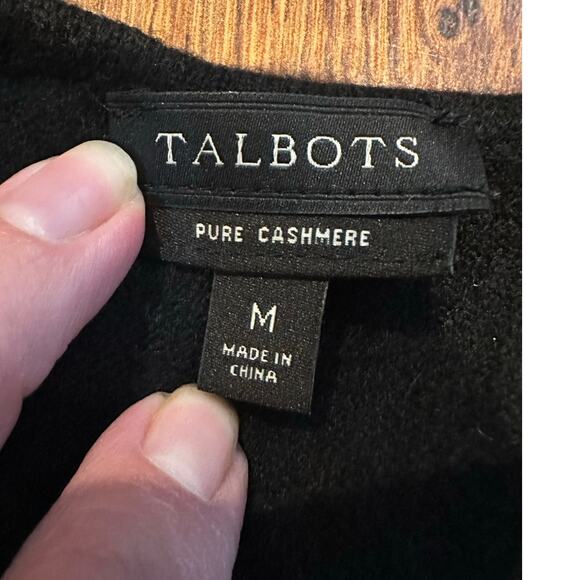 TALBOTS
PURE CASHMERE
M
MADE IN
CHINA